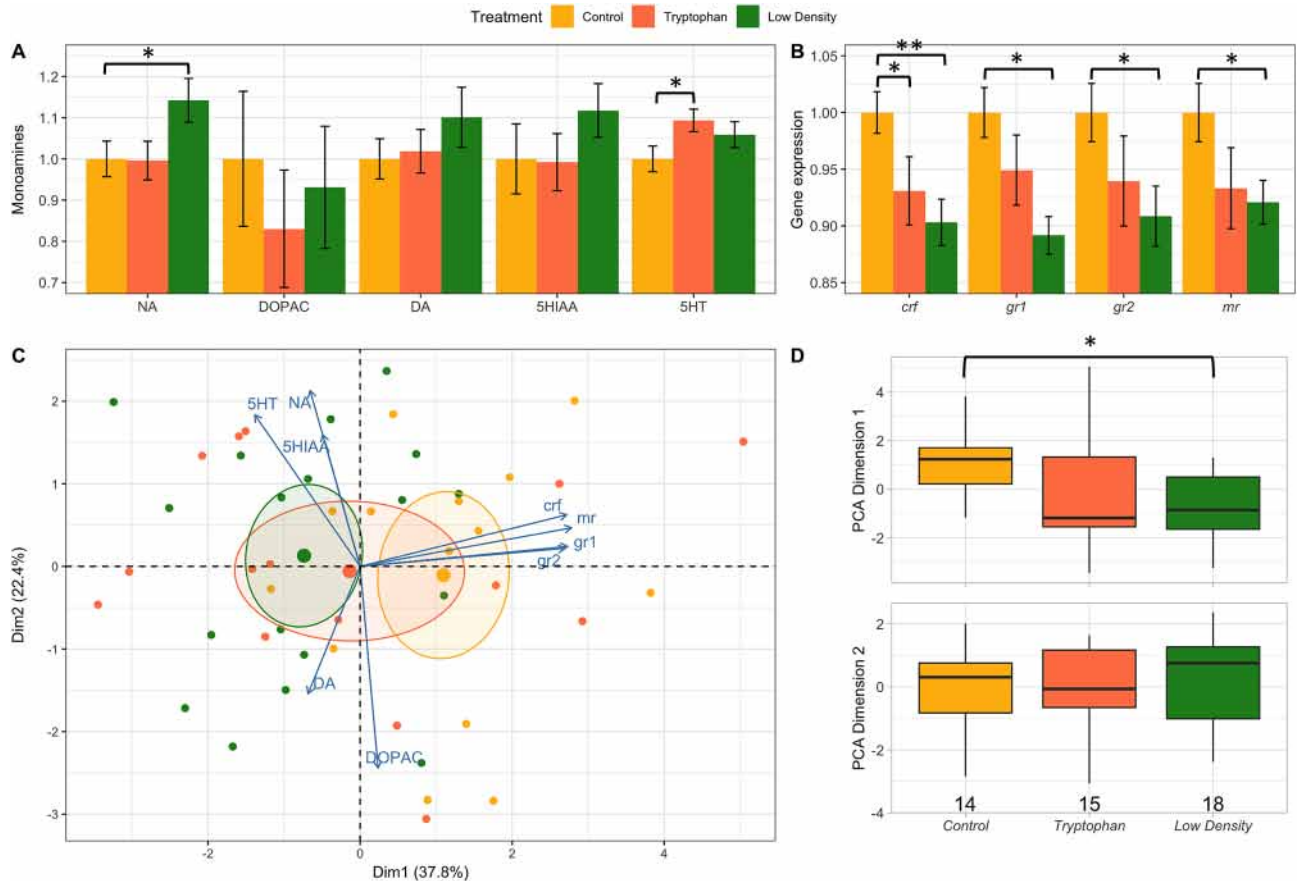 Treatment Control Tryptophan Low Density
A
*
*
Monoamines
1.2
1.1
1.0
0.9
0.8
0.7
NA DOPAC DA 5HIAA 5HT
B
**
*
*
*
*
Gene expression
1.05
1.00
0.95
0.90
0.85
crf gr1 gr2 mr
C
Dim2 (22.4%)
2
1
0
-1
-2
-3
5HT NA
5HIAA
crf
mr
gr1
gr2
DA
DOPAC
-2 0 2 4
Dim1 (37.8%)
D
*
PCA Dimension 1
4
2
0
-2
PCA Dimension 2
2
0
-2
-4
14 15 18
Control Tryptophan Low Density